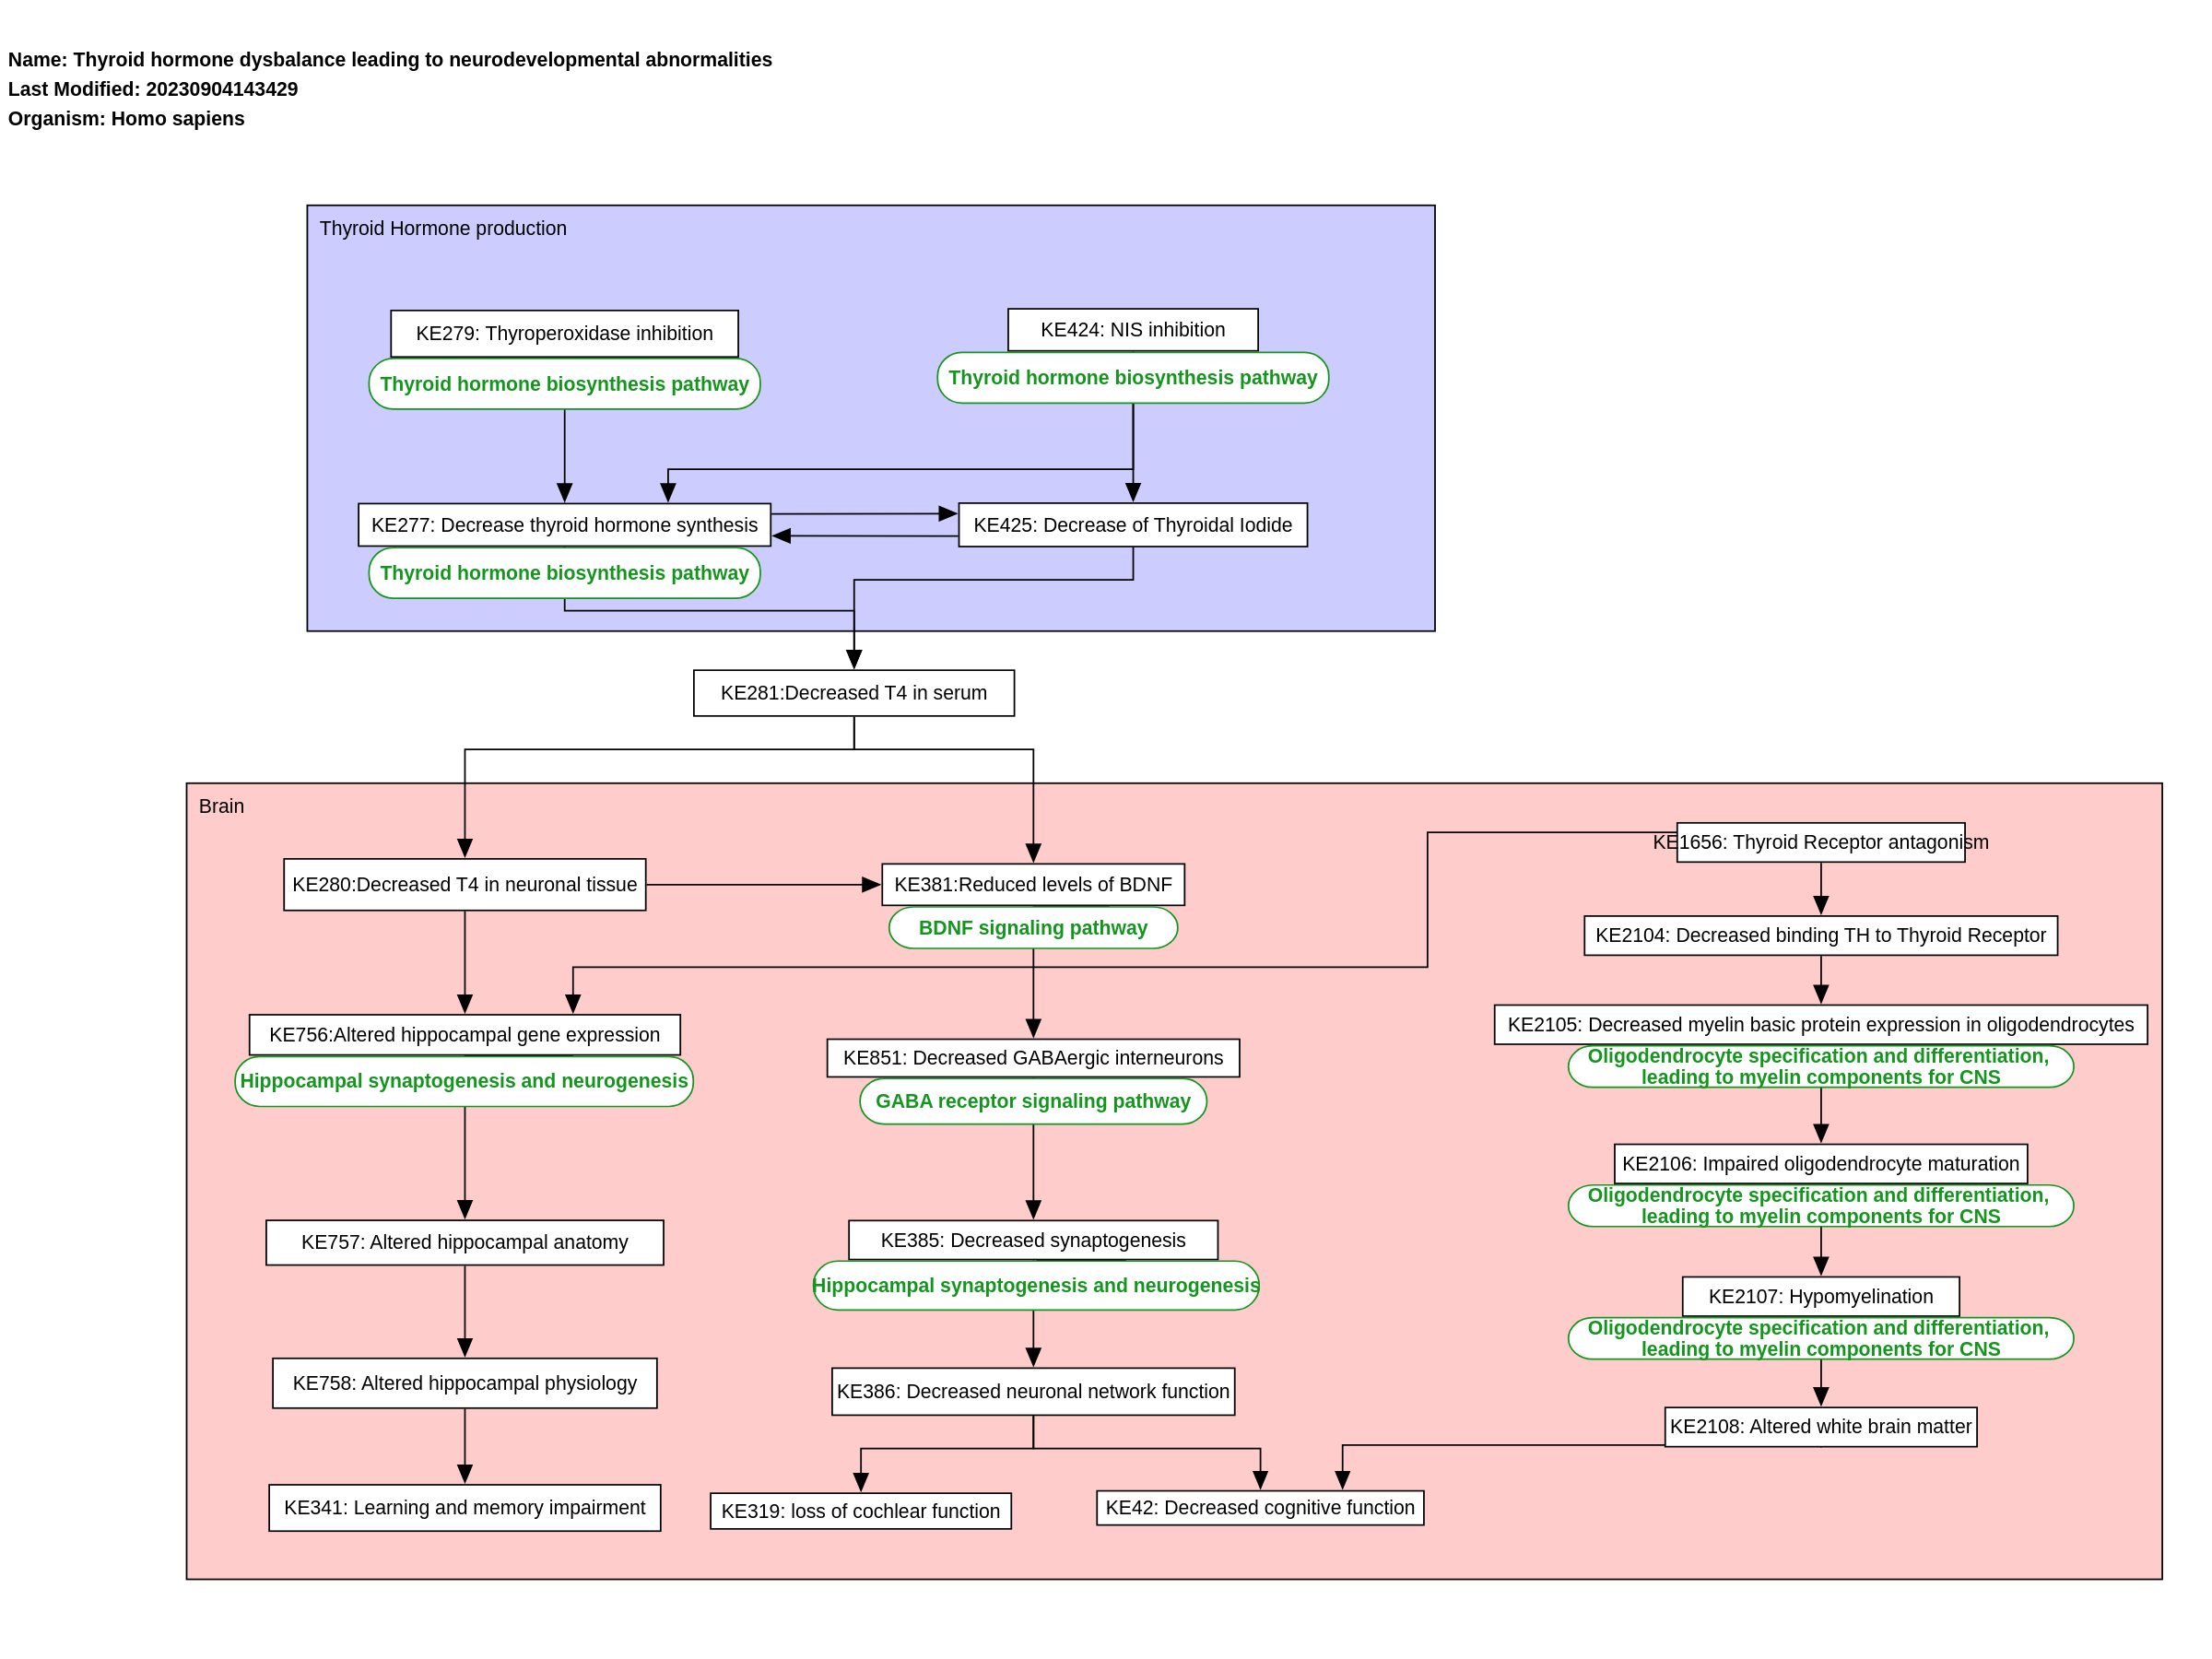 Name: Thyroid hormone dysbalance leading to neurodevelopmental abnormalities
Last Modified: 20230904143429
Organism: Homo sapiens
Thyroid Hormone production
KE279: Thyroperoxidase inhibition
KE424: NIS inhibition
Thyroid hormone biosynthesis pathway
Thyroid hormone biosynthesis pathway
KE277: Decrease thyroid hormone synthesis
KE425: Decrease of Thyroidal Iodide
Thyroid hormone biosynthesis pathway
KE281:Decreased T4 in serum
Brain
KE280:Decreased T4 in neuronal tissue
KE381:Reduced levels of BDNF
BDNF signaling pathway
KE1656: Thyroid Receptor antagonism
KE2104: Decreased binding TH to Thyroid Receptor
KE2105: Decreased myelin basic protein expression in oligodendrocytes
Oligodendrocyte specification and differentiation,
leading to myelin components for CNS
KE756:Altered hippocampal gene expression
Hippocampal synaptogenesis and neurogenesis
KE851: Decreased GABAergic interneurons
GABA receptor signaling pathway
KE2106: Impaired oligodendrocyte maturation
Oligodendrocyte specification and differentiation,
leading to myelin components for CNS
KE757: Altered hippocampal anatomy
KE385: Decreased synaptogenesis
Hippocampal synaptogenesis and neurogenesis
KE2107: Hypomyelination
Oligodendrocyte specification and differentiation,
leading to myelin components for CNS
KE758: Altered hippocampal physiology
KE386: Decreased neuronal network function
KE2108: Altered white brain matter
KE341: Learning and memory impairment
KE319: loss of cochlear function
KE42: Decreased cognitive function